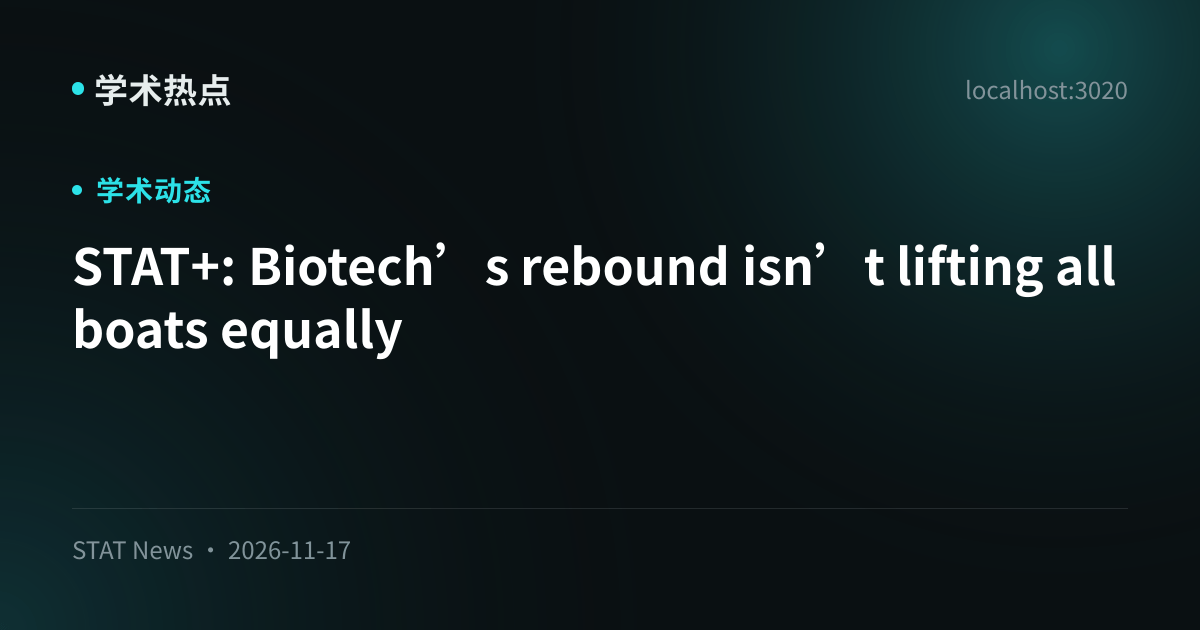 学术热点
localhost:3020
学术动态
STAT+: Biotech’s rebound isn’t lifting all
boats equally
STAT News · 2026-11-17